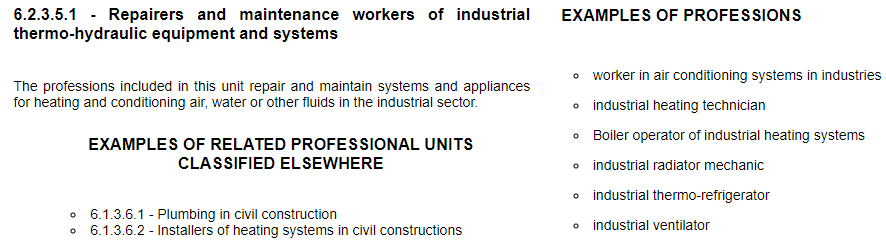 6.2.3.5.1 - Repairers and maintenance workers of industrial
thermo-hydraulic equipment and systems
The professions included in this unit repair and maintain systems and appliances
for heating and conditioning air, water or other fluids in the industrial sector.
EXAMPLES OF RELATED PROFESSIONAL UNITS
CLASSIFIED ELSEWHERE
6.1.3.6.1 - Plumbing in civil construction
6.1.3.6.2 - Installers of heating systems in civil constructions
EXAMPLES OF PROFESSIONS
worker in air conditioning systems in industries
industrial heating technician
Boiler operator of industrial heating systems
industrial radiator mechanic
industrial thermo-refrigerator
industrial ventilator